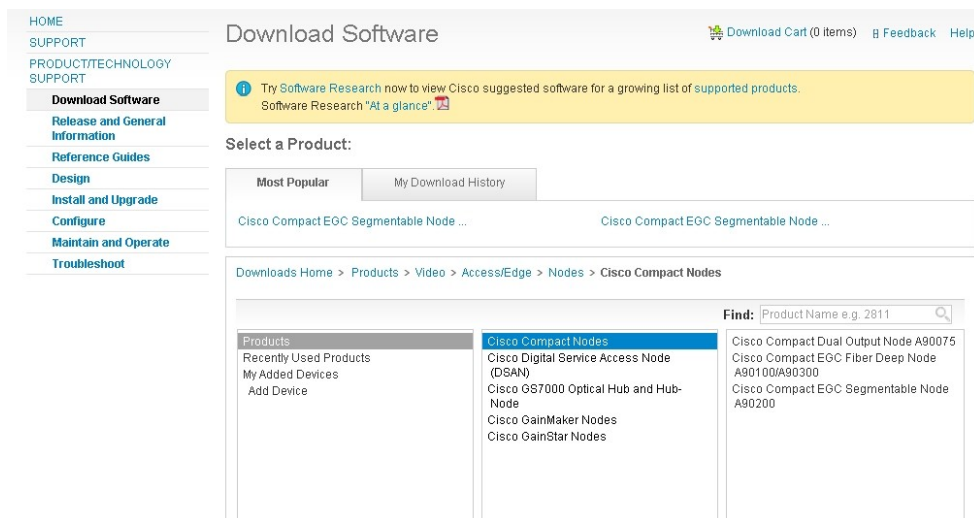 HOME
SUPPORT
PRODUCT/TECHNOLOGY
SUPPORT
Download Software
Release and General
Information
Reference Guides
Design
Install and Upgrade
Configure
Maintain and Operate
Troubleshoot
Download Software
Download Cart (0 items) Feedback Help
Try Software Research now to view Cisco suggested software for a growing list of supported products.
Software Research "At a glance".
Select a Product:
Most Popular My Download History
Cisco Compact EGC Segmentable Node ... Cisco Compact EGC Segmentable Node ...
Downloads Home > Products > Video > Access/Edge > Nodes > Cisco Compact Nodes
Find: Product Name e.g. 2811
Products
Recently Used Products
My Added Devices
Add Device
Cisco Compact Nodes
Cisco Digital Service Access Node
(DSAN)
Cisco GS7000 Optical Hub and Hub-
Node
Cisco GainMaker Nodes
Cisco GainStar Nodes
Cisco Compact Dual Output Node A90075
Cisco Compact EGC Fiber Deep Node
A90100/A90300
Cisco Compact EGC Segmentable Node
A90200